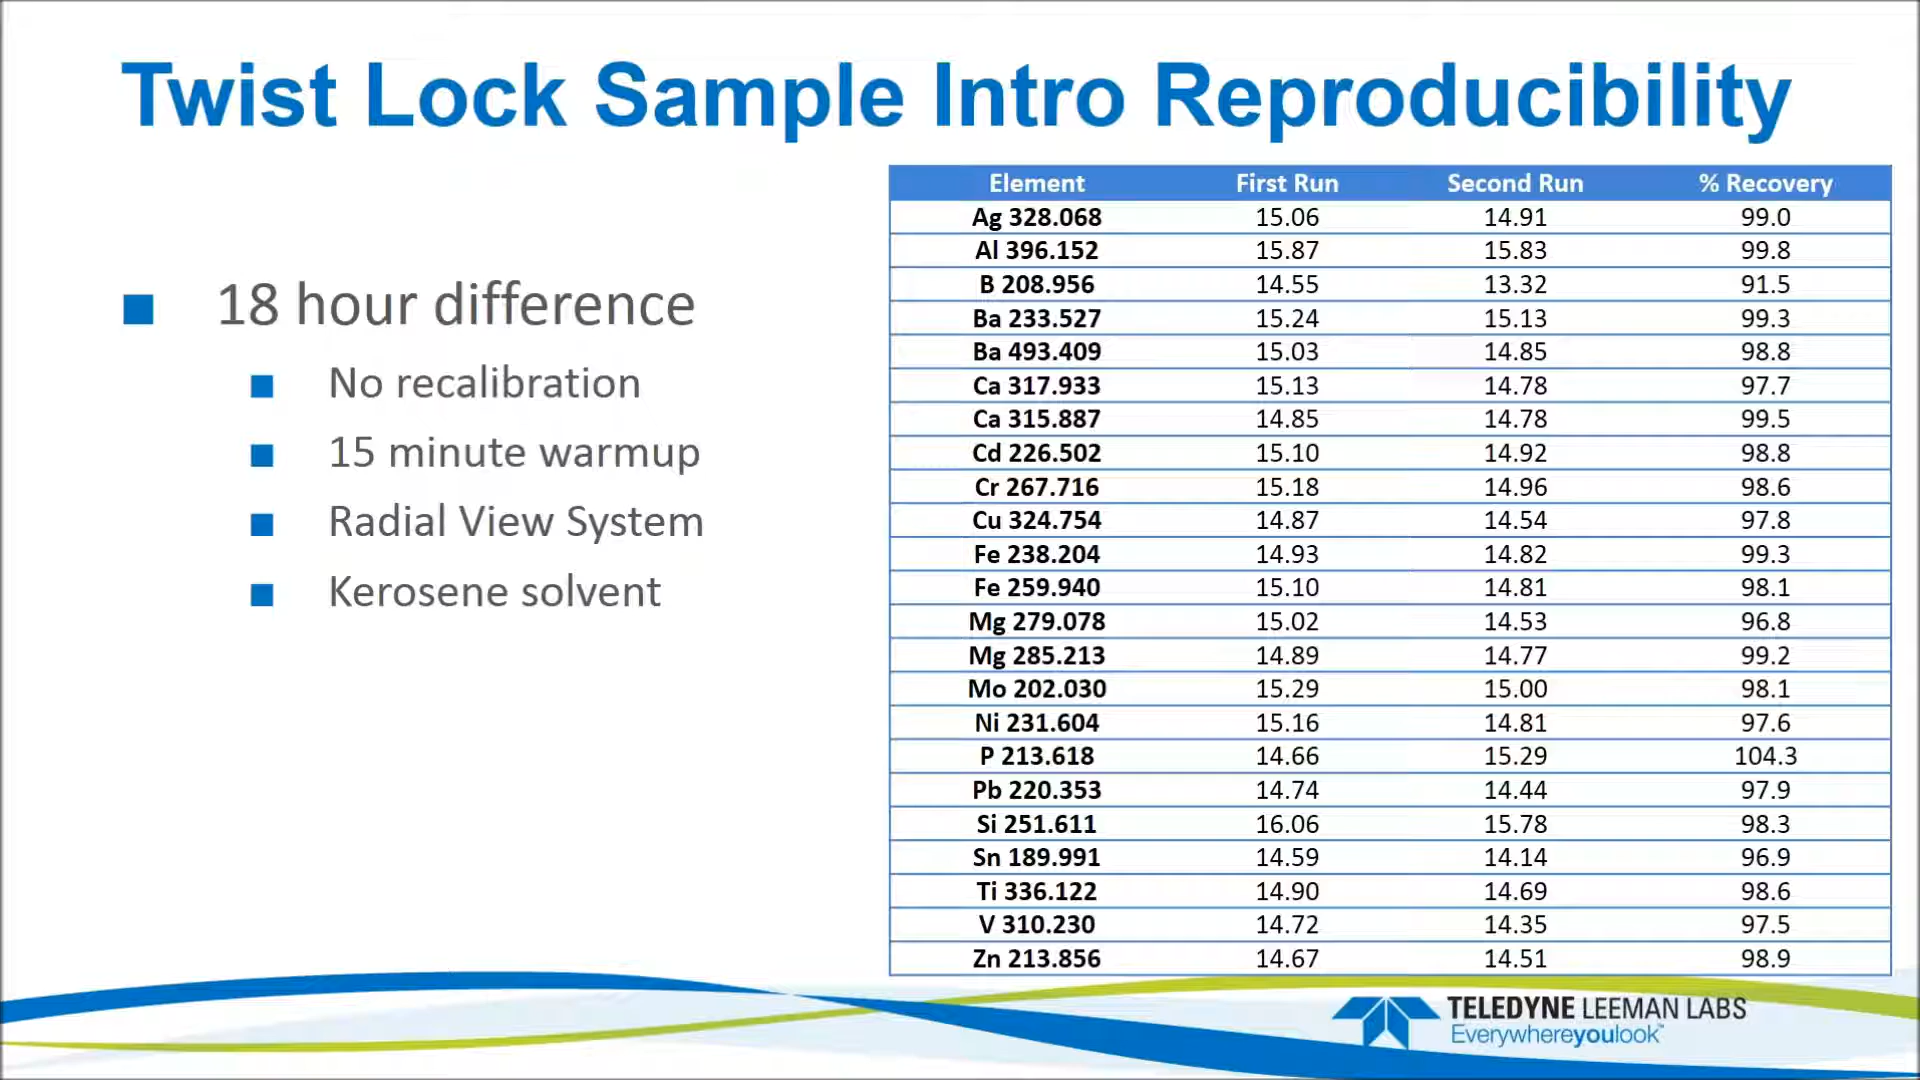 Twist Lock Sample Intro Reproducibility
18 hour difference
No recalibration
15 minute warmup
Radial View System
Kerosene solvent
Element First Run Second Run % Recovery
Ag 328.068 15.06 14.91 99.0
Al 396.152 15.87 15.83 99.8
B 208.956 14.55 13.32 91.5
Ba 233.527 15.24 15.13 99.3
Ba 493.409 15.03 14.85 98.8
Ca 317.933 15.13 14.78 97.7
Ca 315.887 14.85 14.78 99.5
Cd 226.502 15.10 14.92 98.8
Cr 267.716 15.18 14.96 98.6
Cu 324.754 14.87 14.54 97.8
Fe 238.204 14.93 14.82 99.3
Fe 259.940 15.10 14.81 98.1
Mg 279.078 15.02 14.53 96.8
Mg 285.213 14.89 14.77 99.2
Mo 202.030 15.29 15.00 98.1
Ni 231.604 15.16 14.81 97.6
P 213.618 14.66 15.29 104.3
Pb 220.353 14.74 14.44 97.9
Si 251.611 16.06 15.78 98.3
Sn 189.991 14.59 14.14 96.9
Ti 336.122 14.90 14.69 98.6
V 310.230 14.72 14.35 97.5
Zn 213.856 14.67 14.51 98.9
TELEDYNE LEEMAN LABS
Everywhereyoulook™